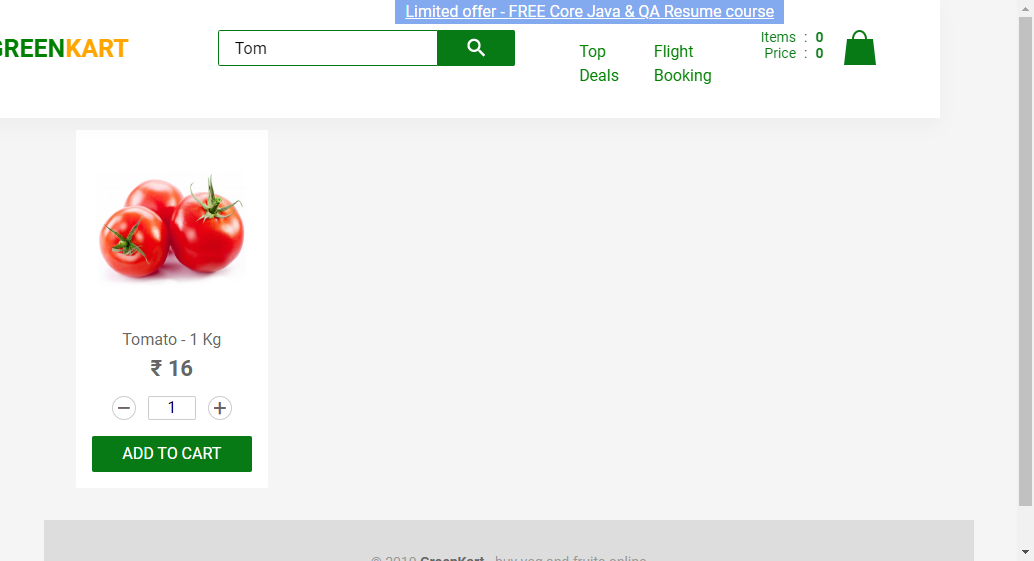 Limited offer - FREE Core Java & QA Resume course
GREENKART
Tom
Top Deals
Flight Booking
Items : 0
Price : 0
Tomato - 1 Kg
₹ 16
1
ADD TO CART
© 2019 GreenKart - buy veg and fruits online